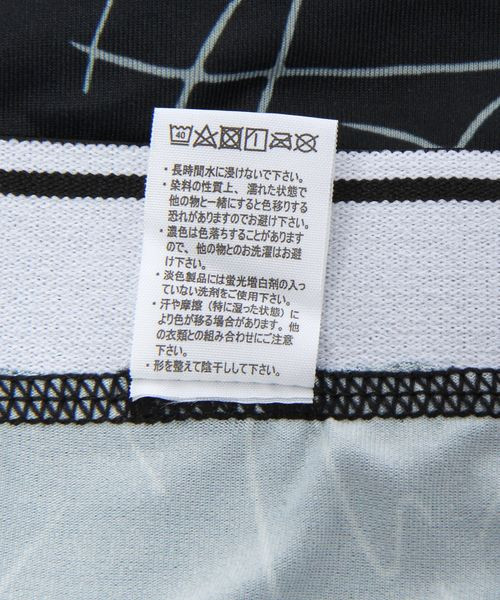 40
・長時間水に浸けないで下さい。
・染料の性質上、濡れた状態で
他の物と一緒にすると色移りする
恐れがありますのでお避け下さい。
・濃色は色落ちすることがあります
ので、他の物とのお洗濯はお避
け下さい。
・淡色製品には蛍光増白剤の入っ
ていない洗剤をご使用下さい。
・汗や摩擦（特に湿った状態）に
より色が移る場合があります。他
の衣類との組み合わせにご注意
下さい。
・形を整えて陰干しして下さい。